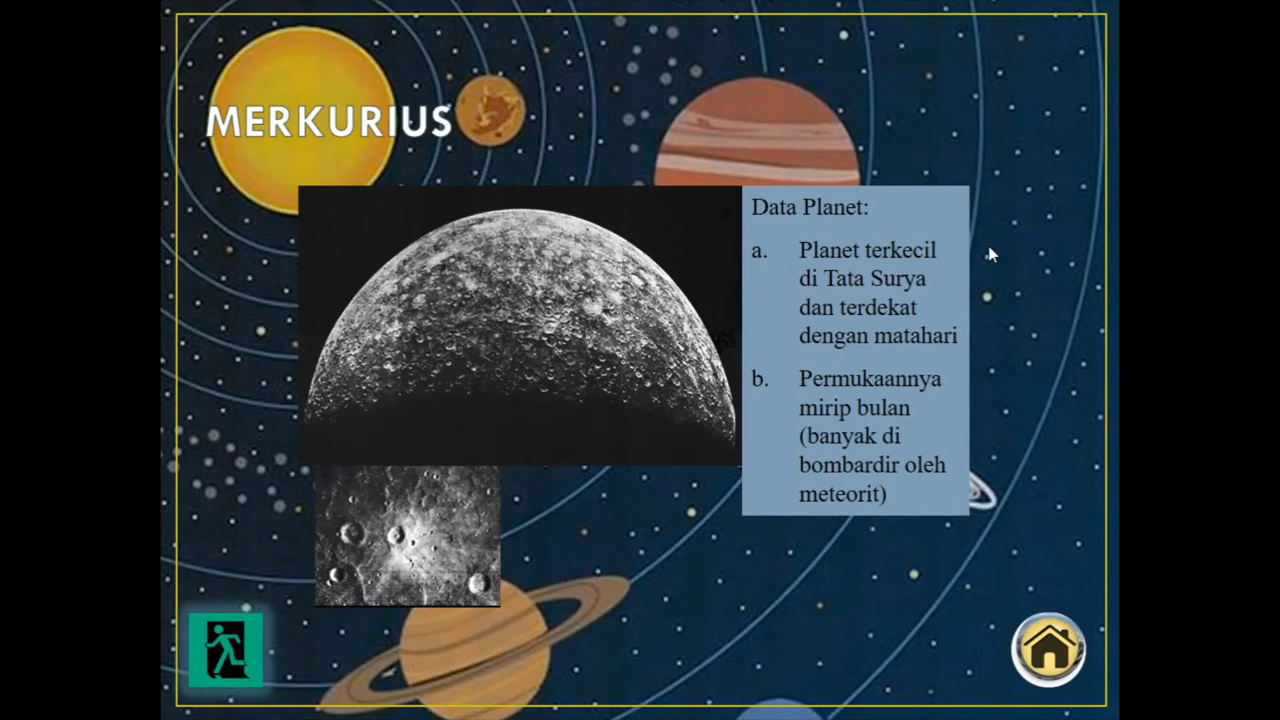 MERKURIUS
Data Planet:
a. Planet terkecil
di Tata Surya
dan terdekat
dengan matahari
b. Permukaannya
mirip bulan
(banyak di
bombardir oleh
meteorit)